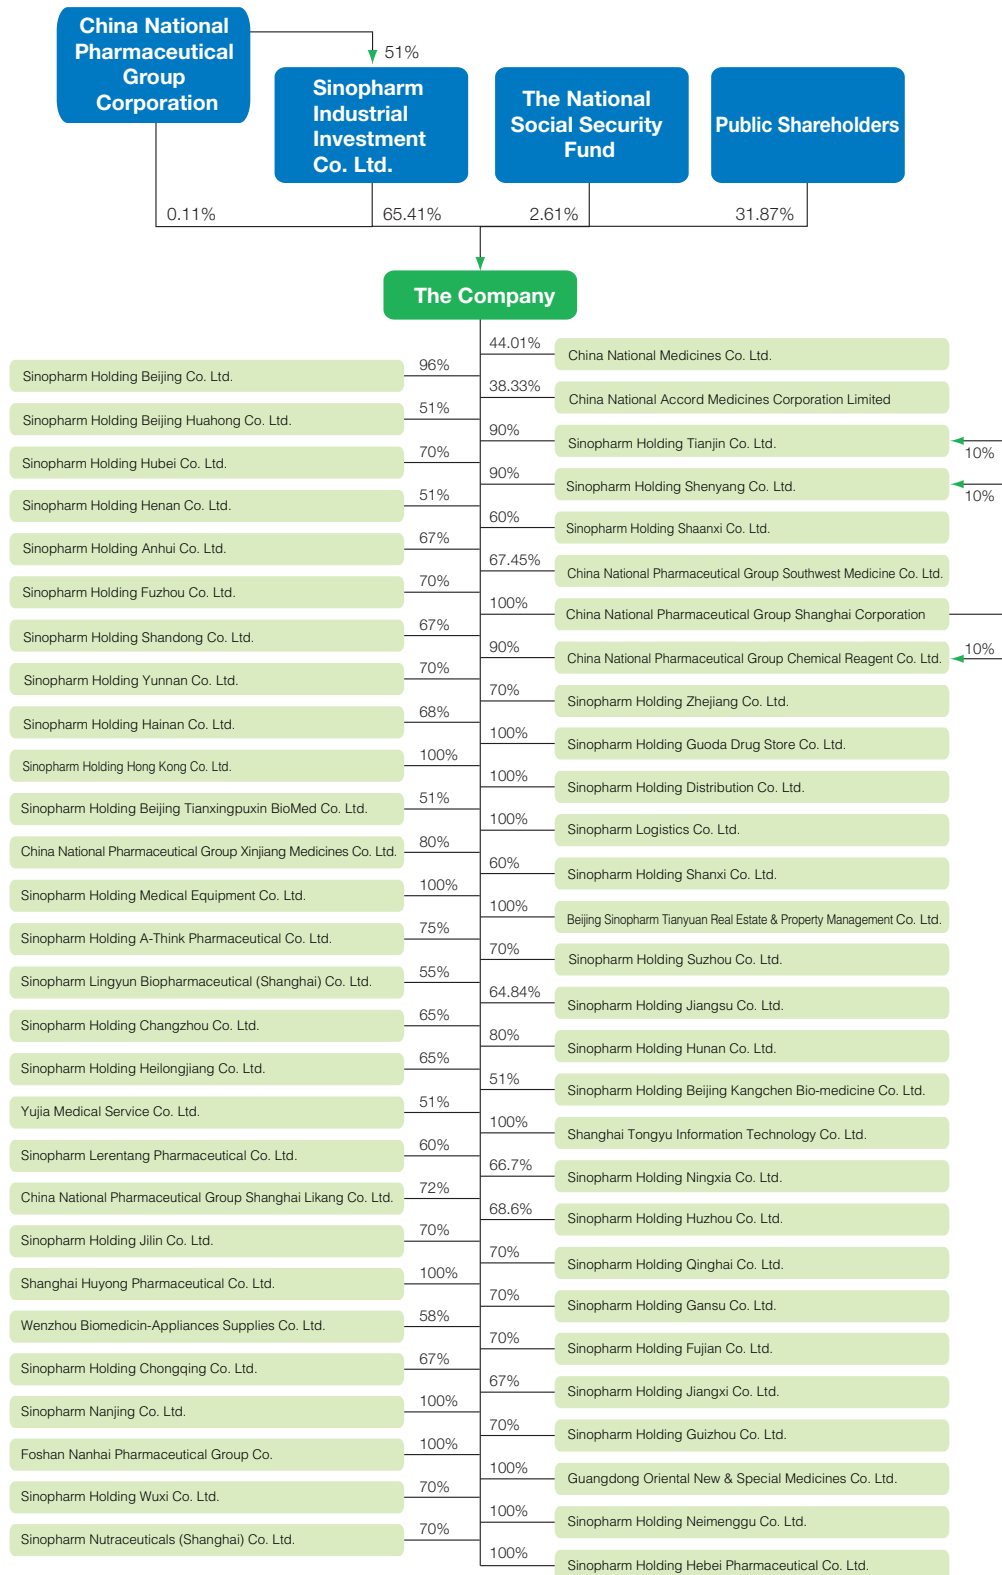 China National
Pharmaceutical
Group
Corporation
51%
Sinopharm
Industrial
Investment
Co. Ltd.
The National
Social Security
Fund
Public Shareholders
0.11%
65.41%
2.61%
31.87%
The Company
44.01%
China National Medicines Co. Ltd.
96%
Sinopharm Holding Beijing Co. Ltd.
38.33%
China National Accord Medicines Corporation Limited
51%
Sinopharm Holding Beijing Huahong Co. Ltd.
90%
Sinopharm Holding Tianjin Co. Ltd.
10%
70%
Sinopharm Holding Hubei Co. Ltd.
90%
Sinopharm Holding Shenyang Co. Ltd.
10%
51%
Sinopharm Holding Henan Co. Ltd.
60%
Sinopharm Holding Shaanxi Co. Ltd.
67%
Sinopharm Holding Anhui Co. Ltd.
67.45%
China National Pharmaceutical Group Southwest Medicine Co. Ltd.
70%
Sinopharm Holding Fuzhou Co. Ltd.
100%
China National Pharmaceutical Group Shanghai Corporation
67%
Sinopharm Holding Shandong Co. Ltd.
90%
China National Pharmaceutical Group Chemical Reagent Co. Ltd.
10%
70%
Sinopharm Holding Yunnan Co. Ltd.
70%
Sinopharm Holding Zhejiang Co. Ltd.
68%
Sinopharm Holding Hainan Co. Ltd.
100%
Sinopharm Holding Guoda Drug Store Co. Ltd.
100%
Sinopharm Holding Hong Kong Co. Ltd.
100%
Sinopharm Holding Distribution Co. Ltd.
51%
Sinopharm Holding Beijing Tianxingpuxin BioMed Co. Ltd.
100%
Sinopharm Logistics Co. Ltd.
80%
China National Pharmaceutical Group Xinjiang Medicines Co. Ltd.
60%
Sinopharm Holding Shanxi Co. Ltd.
100%
Sinopharm Holding Medical Equipment Co. Ltd.
100%
Beijing Sinopharm Tianyuan Real Estate & Property Management Co. Ltd.
75%
Sinopharm Holding A-Think Pharmaceutical Co. Ltd.
70%
Sinopharm Holding Suzhou Co. Ltd.
55%
Sinopharm Lingyun Biopharmaceutical (Shanghai) Co. Ltd.
64.84%
Sinopharm Holding Jiangsu Co. Ltd.
65%
Sinopharm Holding Changzhou Co. Ltd.
80%
Sinopharm Holding Hunan Co. Ltd.
65%
Sinopharm Holding Heilongjiang Co. Ltd.
51%
Sinopharm Holding Beijing Kangchen Bio-medicine Co. Ltd.
51%
Yujia Medical Service Co. Ltd.
100%
Shanghai Tongyu Information Technology Co. Ltd.
60%
Sinopharm Lerentang Pharmaceutical Co. Ltd.
66.7%
Sinopharm Holding Ningxia Co. Ltd.
72%
China National Pharmaceutical Group Shanghai Likang Co. Ltd.
68.6%
Sinopharm Holding Huzhou Co. Ltd.
70%
Sinopharm Holding Jilin Co. Ltd.
70%
Sinopharm Holding Qinghai Co. Ltd.
100%
Shanghai Huyong Pharmaceutical Co. Ltd.
70%
Sinopharm Holding Gansu Co. Ltd.
58%
Wenzhou Biomedicin-Appliances Supplies Co. Ltd.
70%
Sinopharm Holding Fujian Co. Ltd.
67%
Sinopharm Holding Chongqing Co. Ltd.
67%
Sinopharm Holding Jiangxi Co. Ltd.
100%
Sinopharm Nanjing Co. Ltd.
70%
Sinopharm Holding Guizhou Co. Ltd.
100%
Foshan Nanhai Pharmaceutical Group Co.
100%
Guangdong Oriental New & Special Medicines Co. Ltd.
70%
Sinopharm Holding Wuxi Co. Ltd.
100%
Sinopharm Holding Neimenggu Co. Ltd.
70%
Sinopharm Nutraceuticals (Shanghai) Co. Ltd.
100%
Sinopharm Holding Hebei Pharmaceutical Co. Ltd.